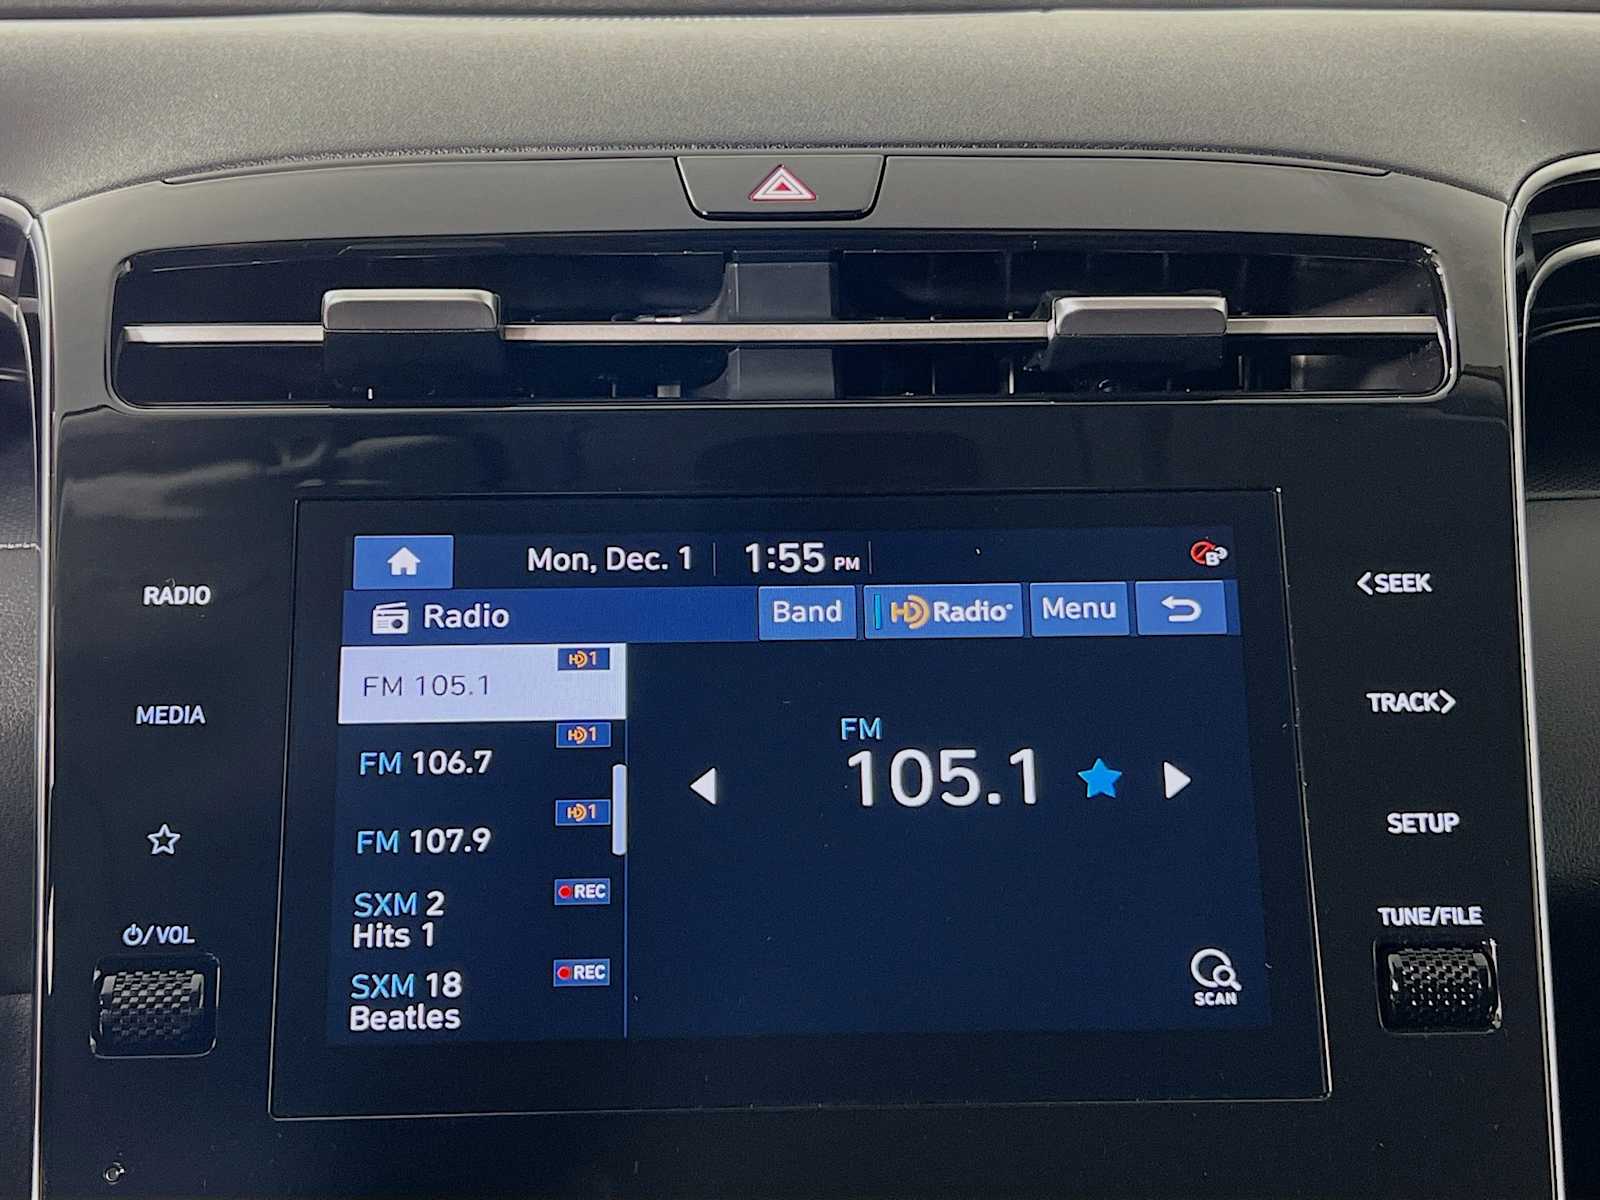 Mon, Dec. 1 1:55 PM
B
Radio Band HD Radio Menu
RADIO
MEDIA
⏻/VOL
HD1
FM 105.1
HD1
FM 106.7
HD1
FM 107.9
SXM 2 REC
Hits 1
SXM 18 REC
Beatles
FM
105.1
SCAN
<SEEK
TRACK>
SETUP
TUNE/FILE